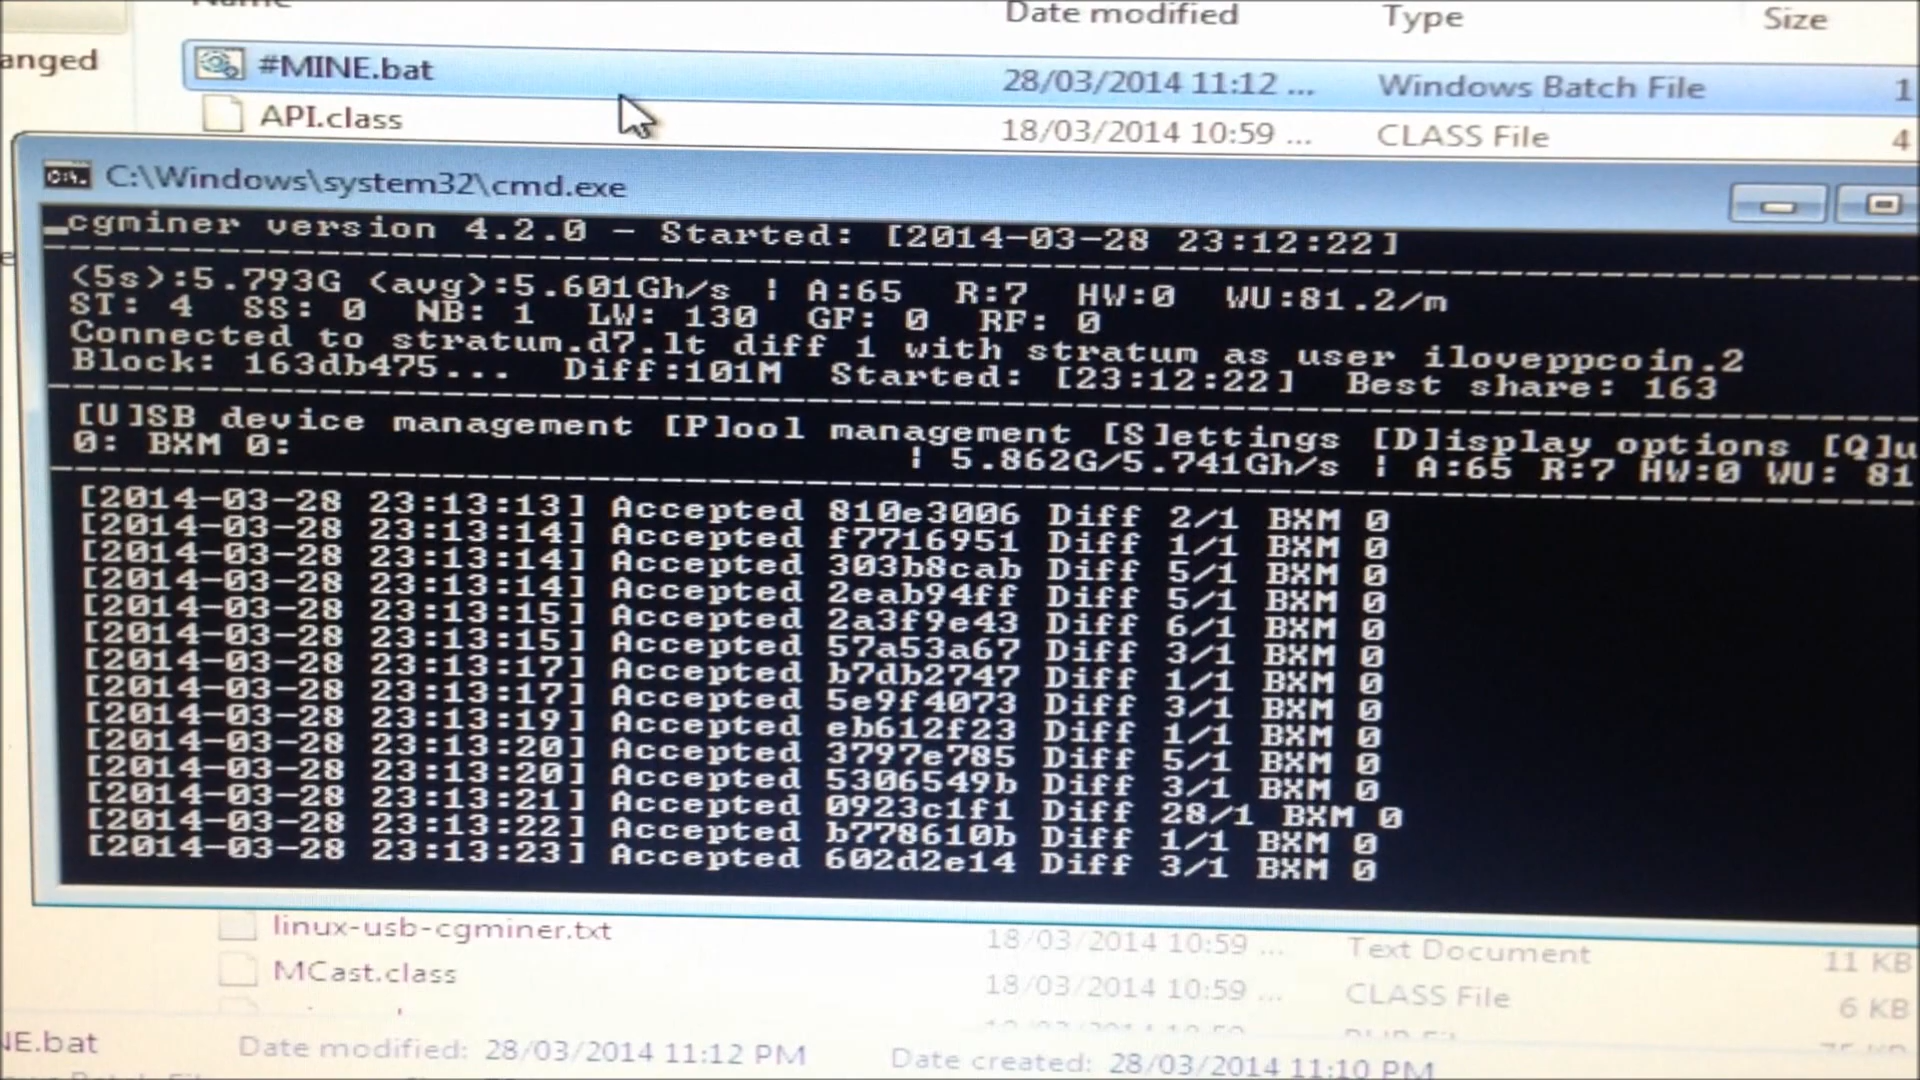 Date modified Type Size
anged
#MINE.bat 28/03/2014 11:12 ... Windows Batch File 1
API.class 18/03/2014 10:59 ... CLASS File 4
C:\Windows\system32\cmd.exe
cgminer version 4.2.0 - Started: [2014-03-28 23:12:22]
(5s):5.793G (avg):5.601Gh/s | A:65 R:7 HW:0 WU:81.2/m
ST: 4 SS: 0 NB: 1 LW: 130 GF: 0 RF: 0
Connected to stratum.d7.lt diff 1 with stratum as user iloveppcoin.2
Block: 163db475... Diff:101M Started: [23:12:22] Best share: 163
[U]SB device management [P]ool management [S]ettings [D]isplay options [Q]u
0: BXM 0: | 5.862G/5.741Gh/s | A:65 R:7 HW:0 WU: 81
[2014-03-28 23:13:13] Accepted 810e3006 Diff 2/1 BXM 0
[2014-03-28 23:13:14] Accepted f7716951 Diff 1/1 BXM 0
[2014-03-28 23:13:14] Accepted 303b8cab Diff 5/1 BXM 0
[2014-03-28 23:13:14] Accepted 2eab94ff Diff 5/1 BXM 0
[2014-03-28 23:13:15] Accepted 2a3f9e43 Diff 6/1 BXM 0
[2014-03-28 23:13:15] Accepted 57a53a67 Diff 3/1 BXM 0
[2014-03-28 23:13:17] Accepted b7db2747 Diff 1/1 BXM 0
[2014-03-28 23:13:17] Accepted 5e9f4073 Diff 3/1 BXM 0
[2014-03-28 23:13:19] Accepted eb612f23 Diff 1/1 BXM 0
[2014-03-28 23:13:20] Accepted 3797e785 Diff 5/1 BXM 0
[2014-03-28 23:13:20] Accepted 5306549b Diff 3/1 BXM 0
[2014-03-28 23:13:21] Accepted 0923c1f1 Diff 28/1 BXM 0
[2014-03-28 23:13:22] Accepted b778610b Diff 1/1 BXM 0
[2014-03-28 23:13:23] Accepted 602d2e14 Diff 3/1 BXM 0
linux-usb-cgminer.txt 18/03/2014 10:59 ... Text Document 11 KB
MCast.class 18/03/2014 10:59 ... CLASS File 6 KB
NE.bat Date modified: 28/03/2014 11:12 PM Date created: 28/03/2014 11:10 PM